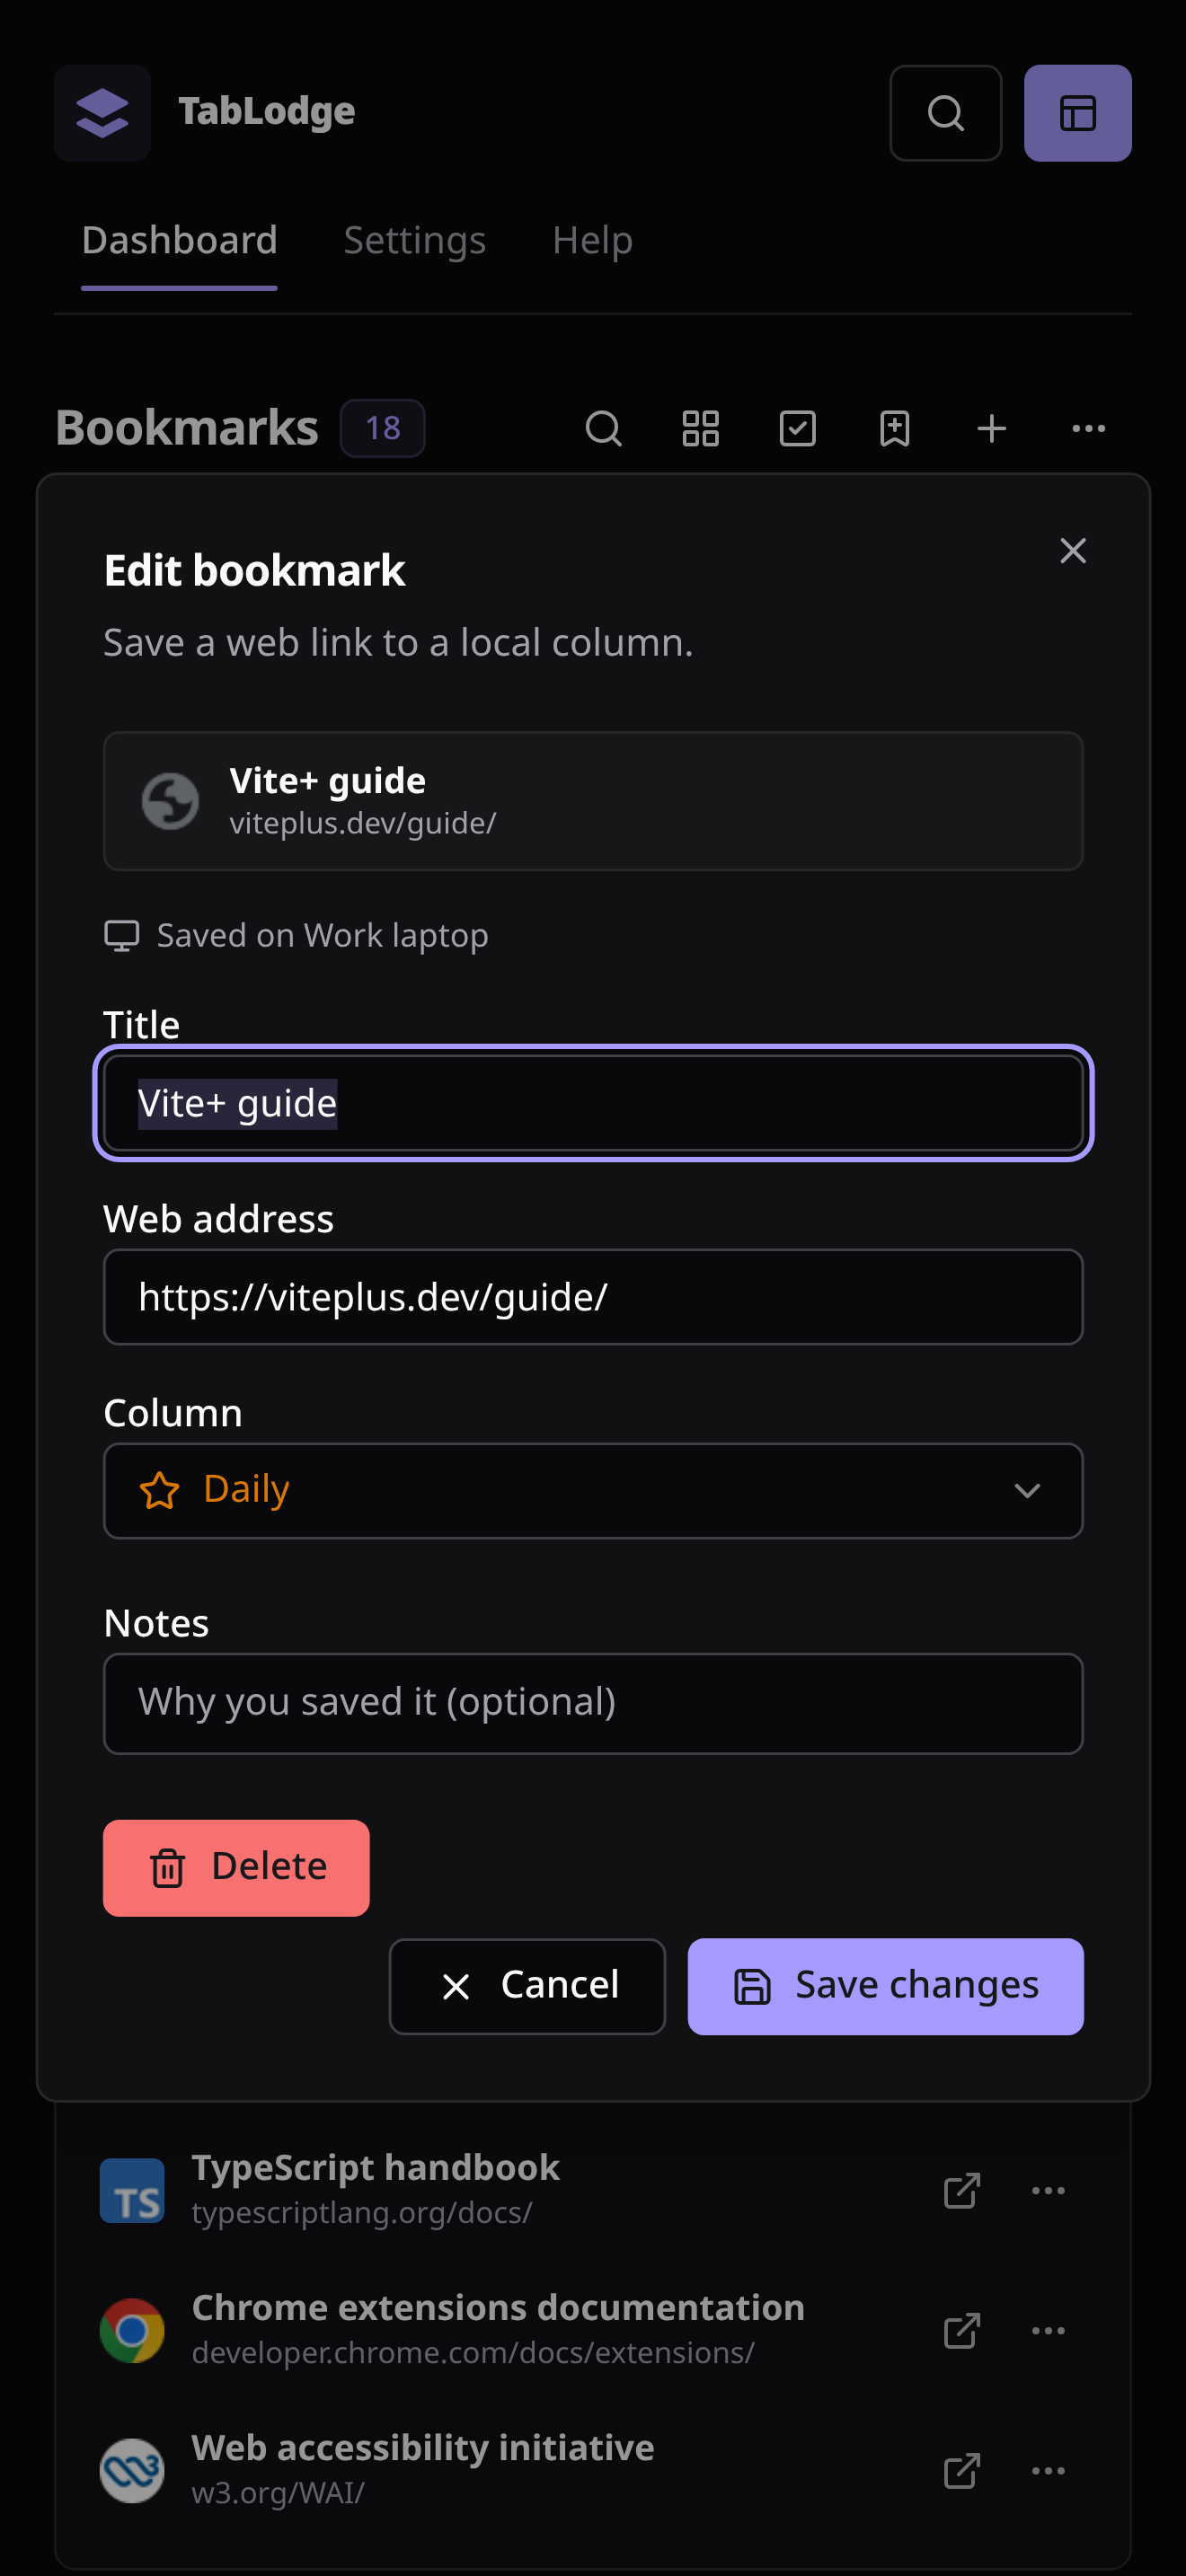 TabLodge
Dashboard Settings Help
Bookmarks 18
Edit bookmark
Save a web link to a local column.
Vite+ guide
viteplus.dev/guide/
Saved on Work laptop
Title
Vite+ guide
Web address
https://viteplus.dev/guide/
Column
Daily
Notes
Why you saved it (optional)
Delete
Cancel Save changes
TS
TypeScript handbook
typescriptlang.org/docs/
Chrome extensions documentation
developer.chrome.com/docs/extensions/
Web accessibility initiative
w3.org/WAI/